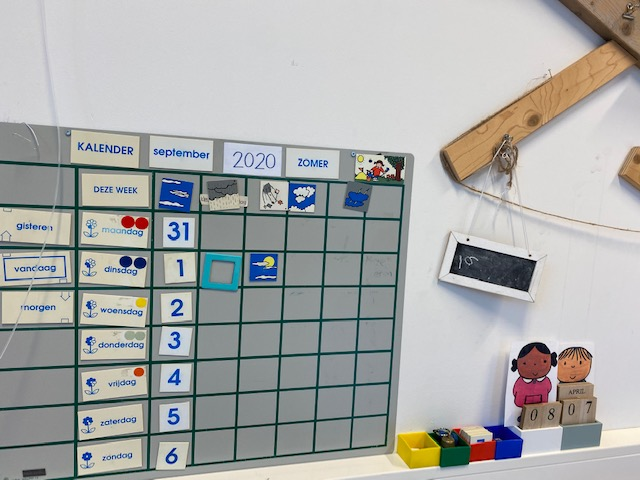 KALENDER september 2020 ZOMER
DEZE WEEK
gisteren maandag 31
vandaag dinsdag 1
morgen woensdag 2
donderdag 3
vrijdag 4
zaterdag 5
zondag 6
APRIL
08 07